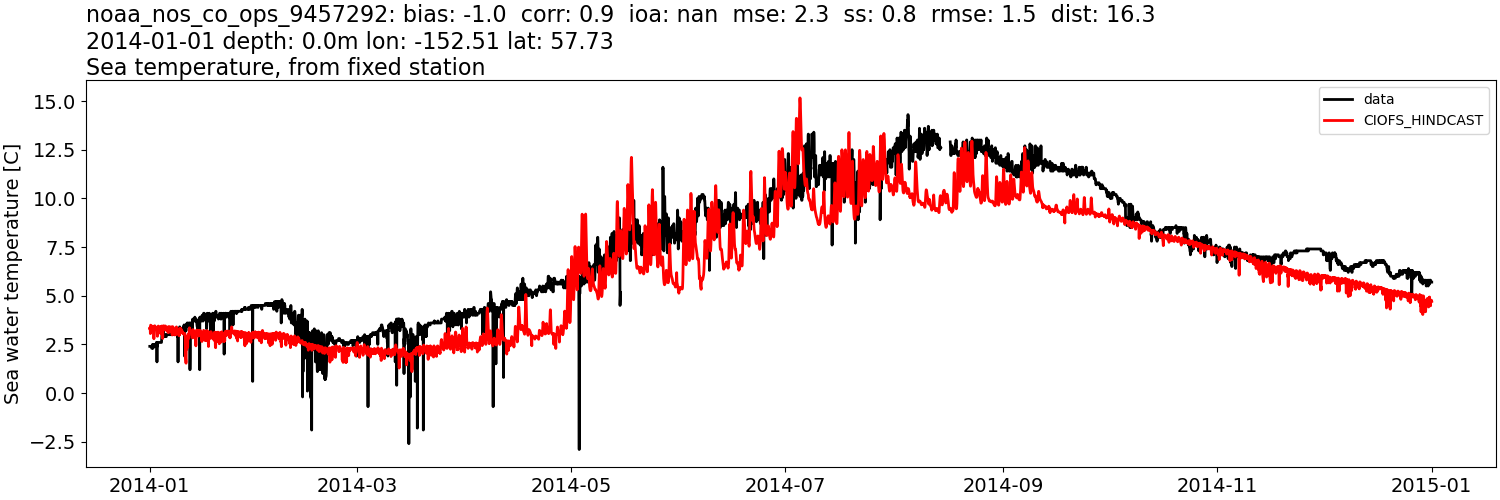 noaa_nos_co_ops_9457292: bias: -1.0  corr: 0.9  ioa: nan  mse: 2.3  ss: 0.8  rmse: 1.5  dist: 16.3
2014-01-01 depth: 0.0m lon: -152.51 lat: 57.73
Sea temperature, from fixed station
Sea water temperature [C]
15.0
12.5
10.0
7.5
5.0
2.5
0.0
−2.5
data
CIOFS_HINDCAST
2014-01
2014-03
2014-05
2014-07
2014-09
2014-11
2015-01